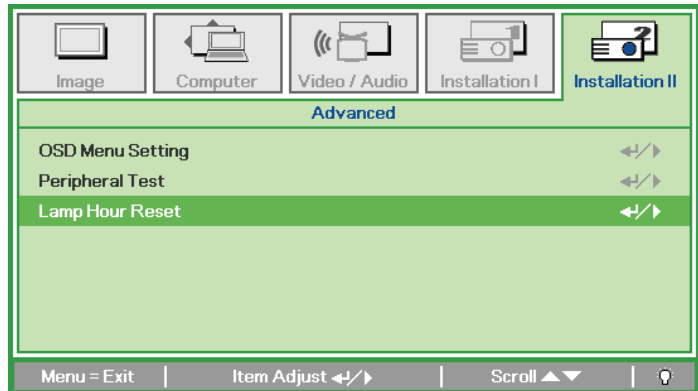 Image Computer Video / Audio Installation I Installation II
Advanced
OSD Menu Setting
Peripheral Test
Lamp Hour Reset
Menu = Exit Item Adjust Scroll